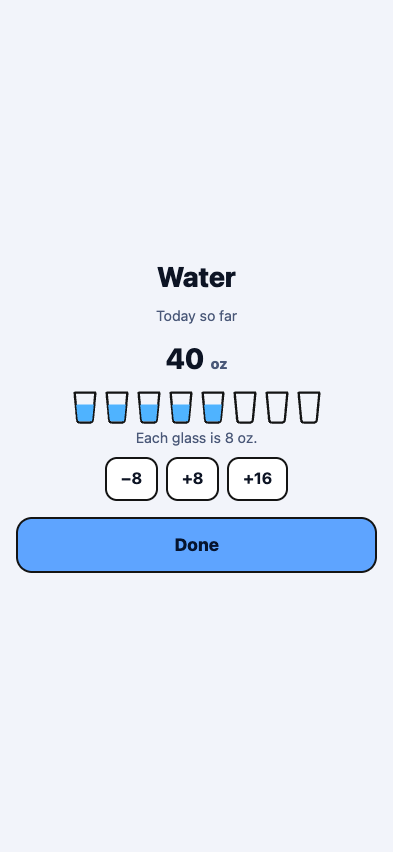 Water
Today so far
40 oz
Each glass is 8 oz.
−8 +8 +16
Done